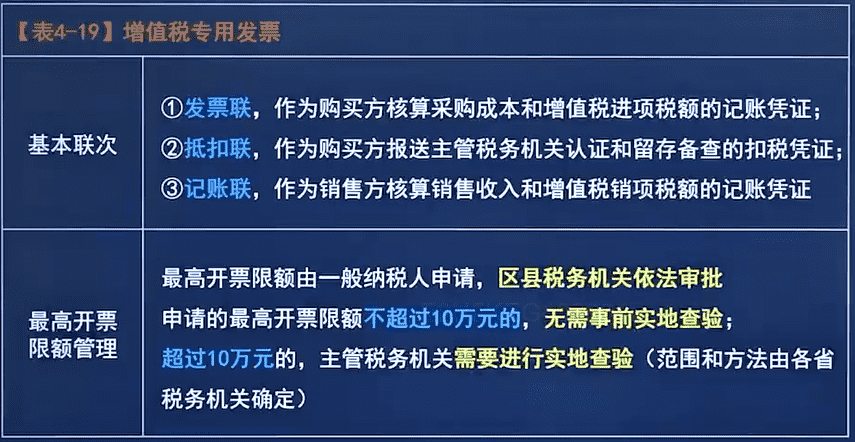 【表4-19】增值税专用发票
基本联次
①发票联，作为购买方核算采购成本和增值税进项税额的记账凭证；
②抵扣联，作为购买方报送主管税务机关认证和留存备查的扣税凭证；
③记账联，作为销售方核算销售收入和增值税销项税额的记账凭证
最高开票
限额管理
最高开票限额由一般纳税人申请，区县税务机关依法审批
申请的最高开票限额不超过10万元的，无需事前实地查验；
超过10万元的，主管税务机关需要进行实地查验（范围和方法由各省
税务机关确定）